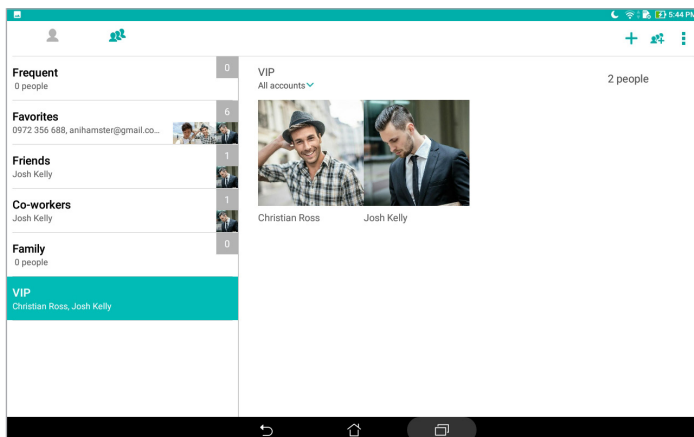 5:44 PM
Frequent
0
0 people
Favorites
6
0972 356 688, anihamster@gmail.co...
Friends
1
Josh Kelly
Co-workers
1
Josh Kelly
Family
0
0 people
VIP
Christian Ross, Josh Kelly
VIP
All accounts
2 people
Christian Ross
Josh Kelly